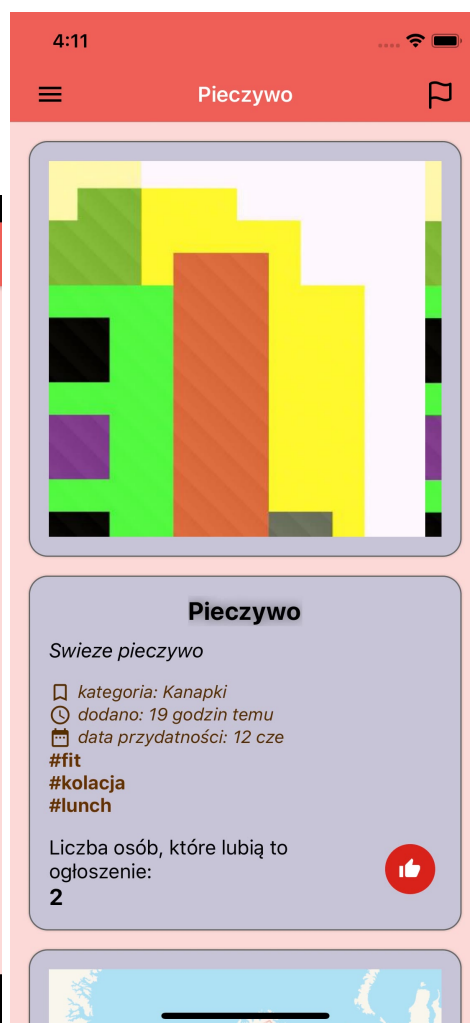 4:11
Pieczywo
Pieczywo
Swieze pieczywo
kategoria: Kanapki
dodano: 19 godzin temu
data przydatności: 12 cze
#fit
#kolacja
#lunch
Liczba osób, które lubią to
ogłoszenie:
2